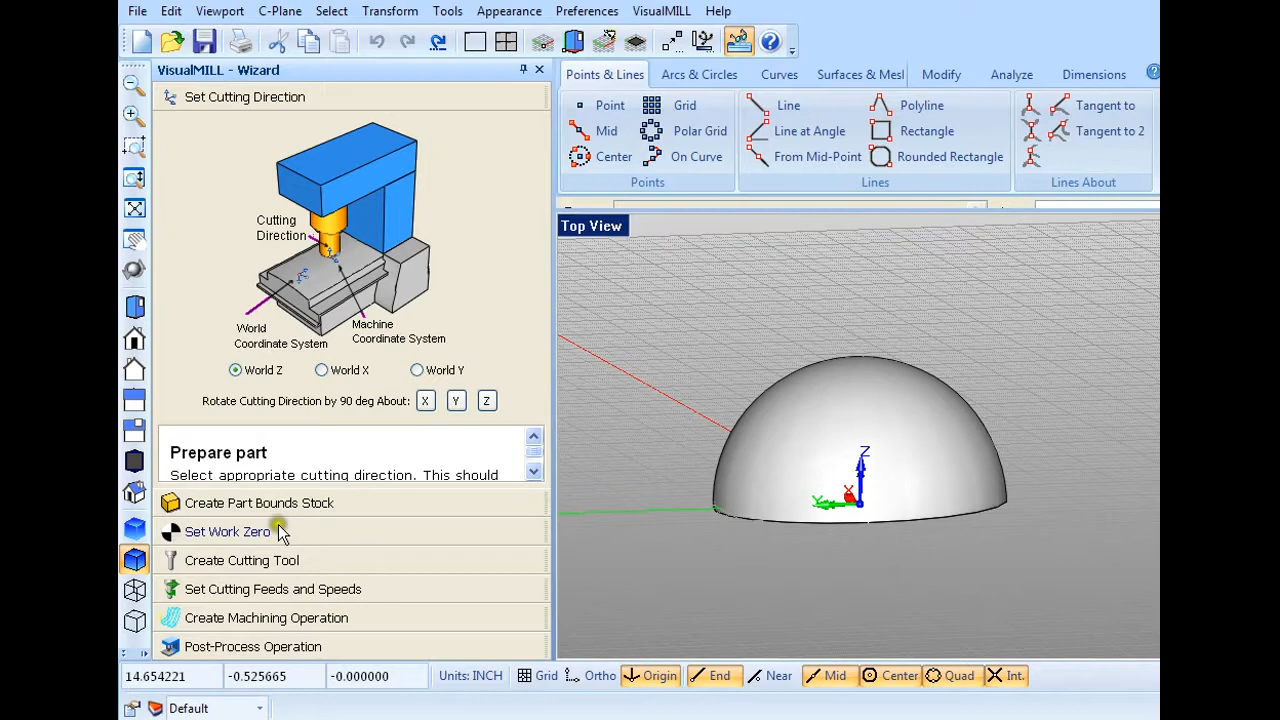 File Edit Viewport C-Plane Select Transform Tools Appearance Preferences VisualMILL Help
VisualMILL - Wizard
Set Cutting Direction
Cutting
Direction
World
Coordinate System
Machine
Coordinate System
World Z World X World Y
Rotate Cutting Direction by 90 deg About: X Y Z
Prepare part
Select appropriate cutting direction. This should
Create Part Bounds Stock
Set Work Zero
Create Cutting Tool
Set Cutting Feeds and Speeds
Create Machining Operation
Post-Process Operation
Points & Lines Arcs & Circles Curves Surfaces & Mesl Modify Analyze Dimensions
Point Grid Line Polyline Tangent to
Mid Polar Grid Line at Angle Rectangle Tangent to 2
Center On Curve From Mid-Point Rounded Rectangle
Points Lines Lines About
Top View
Z
X
Y
14.654221 -0.525665 -0.000000 Units: INCH Grid Ortho Origin End Near Mid Center Quad Int.
Default